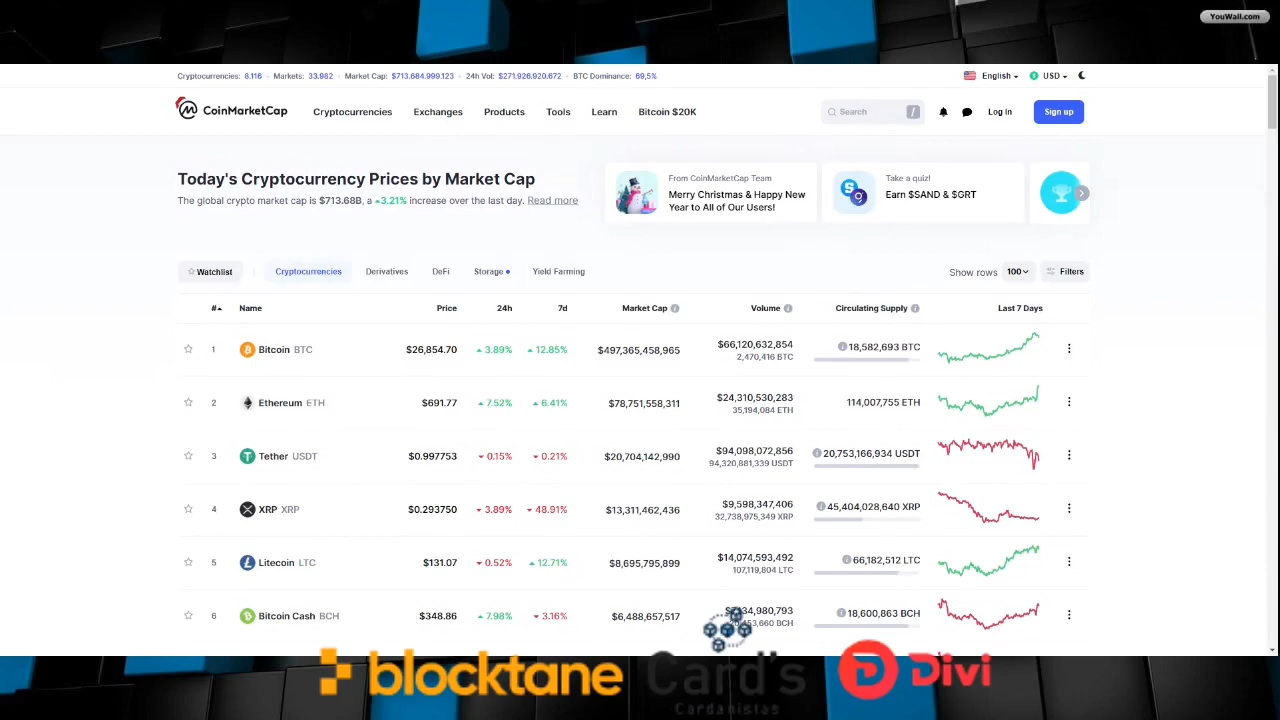 YouWall.com
Cryptocurrencies: 8.116 Markets: 33.982 Market Cap: $713.684.999.123 24h Vol: $271.926.920.672 BTC Dominance: 69,5%
English USD
CoinMarketCap Cryptocurrencies Exchanges Products Tools Learn Bitcoin $20K Search / Log in Sign up
Today's Cryptocurrency Prices by Market Cap
The global crypto market cap is $713.68B, a 3.21% increase over the last day. Read more
From CoinMarketCap Team
Merry Christmas & Happy New
Year to All of Our Users!
Take a quiz!
Earn $SAND & $GRT
Watchlist Cryptocurrencies Derivatives DeFi Storage Yield Farming Show rows 100 Filters
# Name Price 24h 7d Market Cap Volume Circulating Supply Last 7 Days
1 Bitcoin BTC $26,854.70 3.89% 12.85% $497,365,458,965 $66,120,632,854 18,582,693 BTC
2,470,416 BTC
2 Ethereum ETH $691.77 7.52% 6.41% $78,751,558,311 $24,310,530,283 114,007,755 ETH
35,194,084 ETH
3 Tether USDT $0.997753 0.15% 0.21% $20,704,142,990 $94,098,072,856 20,753,166,934 USDT
94,320,881,339 USDT
4 XRP XRP $0.293750 3.89% 48.91% $13,311,462,436 $9,598,347,406 45,404,028,640 XRP
32,738,975,349 XRP
5 Litecoin LTC $131.07 0.52% 12.71% $8,695,795,899 $14,074,593,492 66,182,512 LTC
107,119,804 LTC
6 Bitcoin Cash BCH $348.86 7.98% 3.16% $6,488,657,517 18,600,863 BCH
BCH
blocktane Card's Divi
Cardanistas